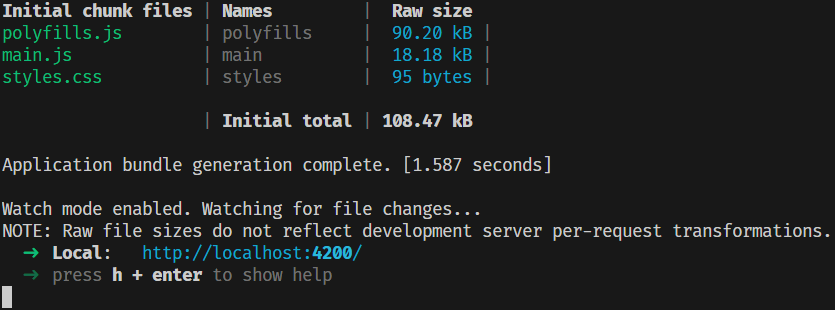 Initial chunk files | Names | Raw size
polyfills.js | polyfills | 90.20 kB |
main.js | main | 18.18 kB |
styles.css | styles | 95 bytes |
| Initial total | 108.47 kB
Application bundle generation complete. [1.587 seconds]
Watch mode enabled. Watching for file changes...
NOTE: Raw file sizes do not reflect development server per-request transformations.
➜ Local: http://localhost:4200/
➜ press h + enter to show help